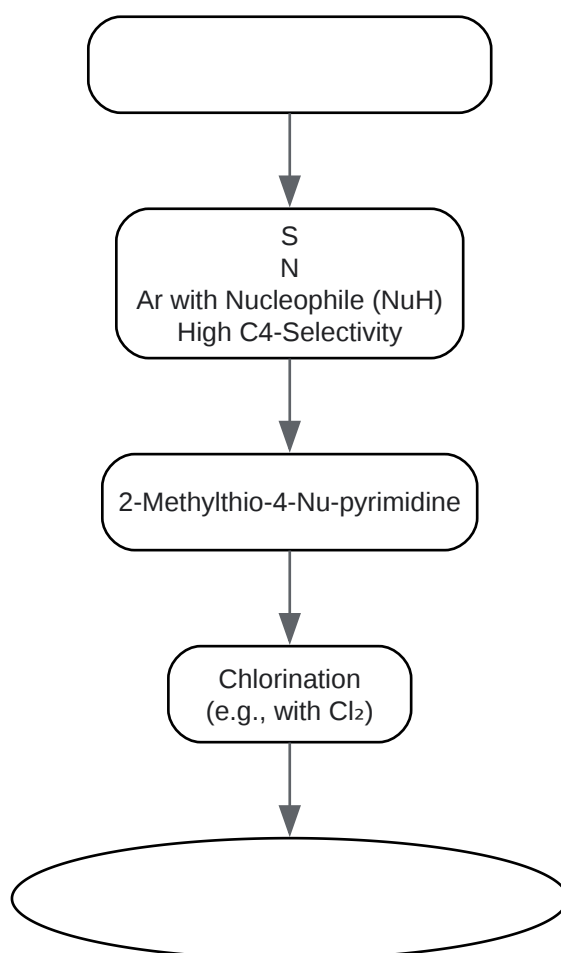 S
N
Ar with Nucleophile (NuH)
High C4-Selectivity
2-Methylthio-4-Nu-pyrimidine
Chlorination
(e.g., with Cl₂)